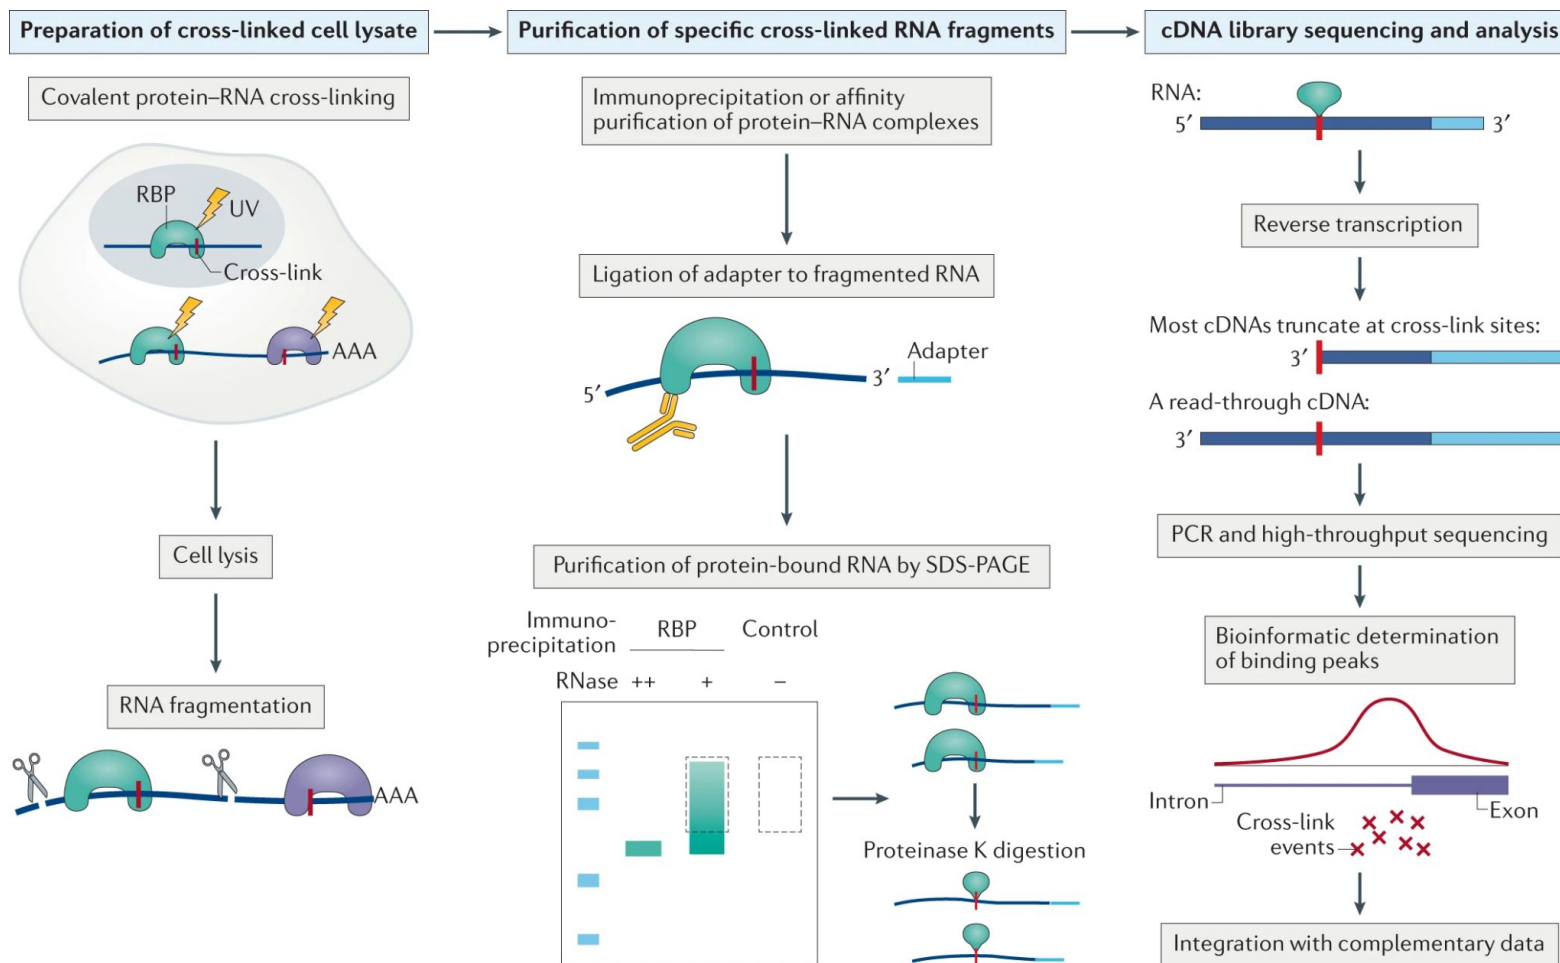 Preparation of cross-linked cell lysate
Covalent protein–RNA cross-linking
RBP
UV
Cross-link
AAA
Cell lysis
RNA fragmentation
AAA
Purification of specific cross-linked RNA fragments
Immunoprecipitation or affinity
purification of protein–RNA complexes
Ligation of adapter to fragmented RNA
Adapter
5′
3′
Purification of protein-bound RNA by SDS-PAGE
Immuno-
precipitation
RBP
Control
RNase
++
+
–
Proteinase K digestion
cDNA library sequencing and analysis
RNA:
5′
3′
Reverse transcription
Most cDNAs truncate at cross-link sites:
3′
A read-through cDNA:
3′
PCR and high-throughput sequencing
Bioinformatic determination
of binding peaks
Intron
Exon
Cross-link
events
Integration with complementary data